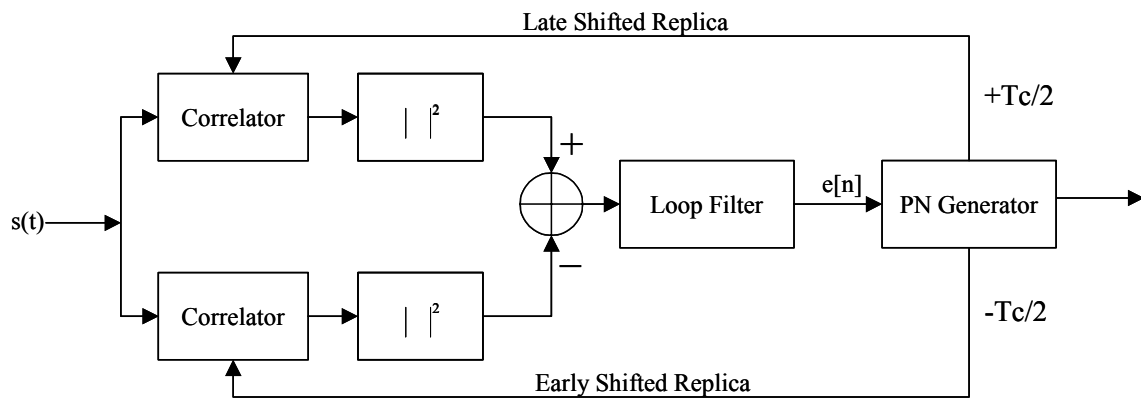 Late Shifted Replica
+Tc/2
Correlator
| |²
+
s(t)
Loop Filter
e[n]
PN Generator
−
Correlator
| |²
-Tc/2
Early Shifted Replica